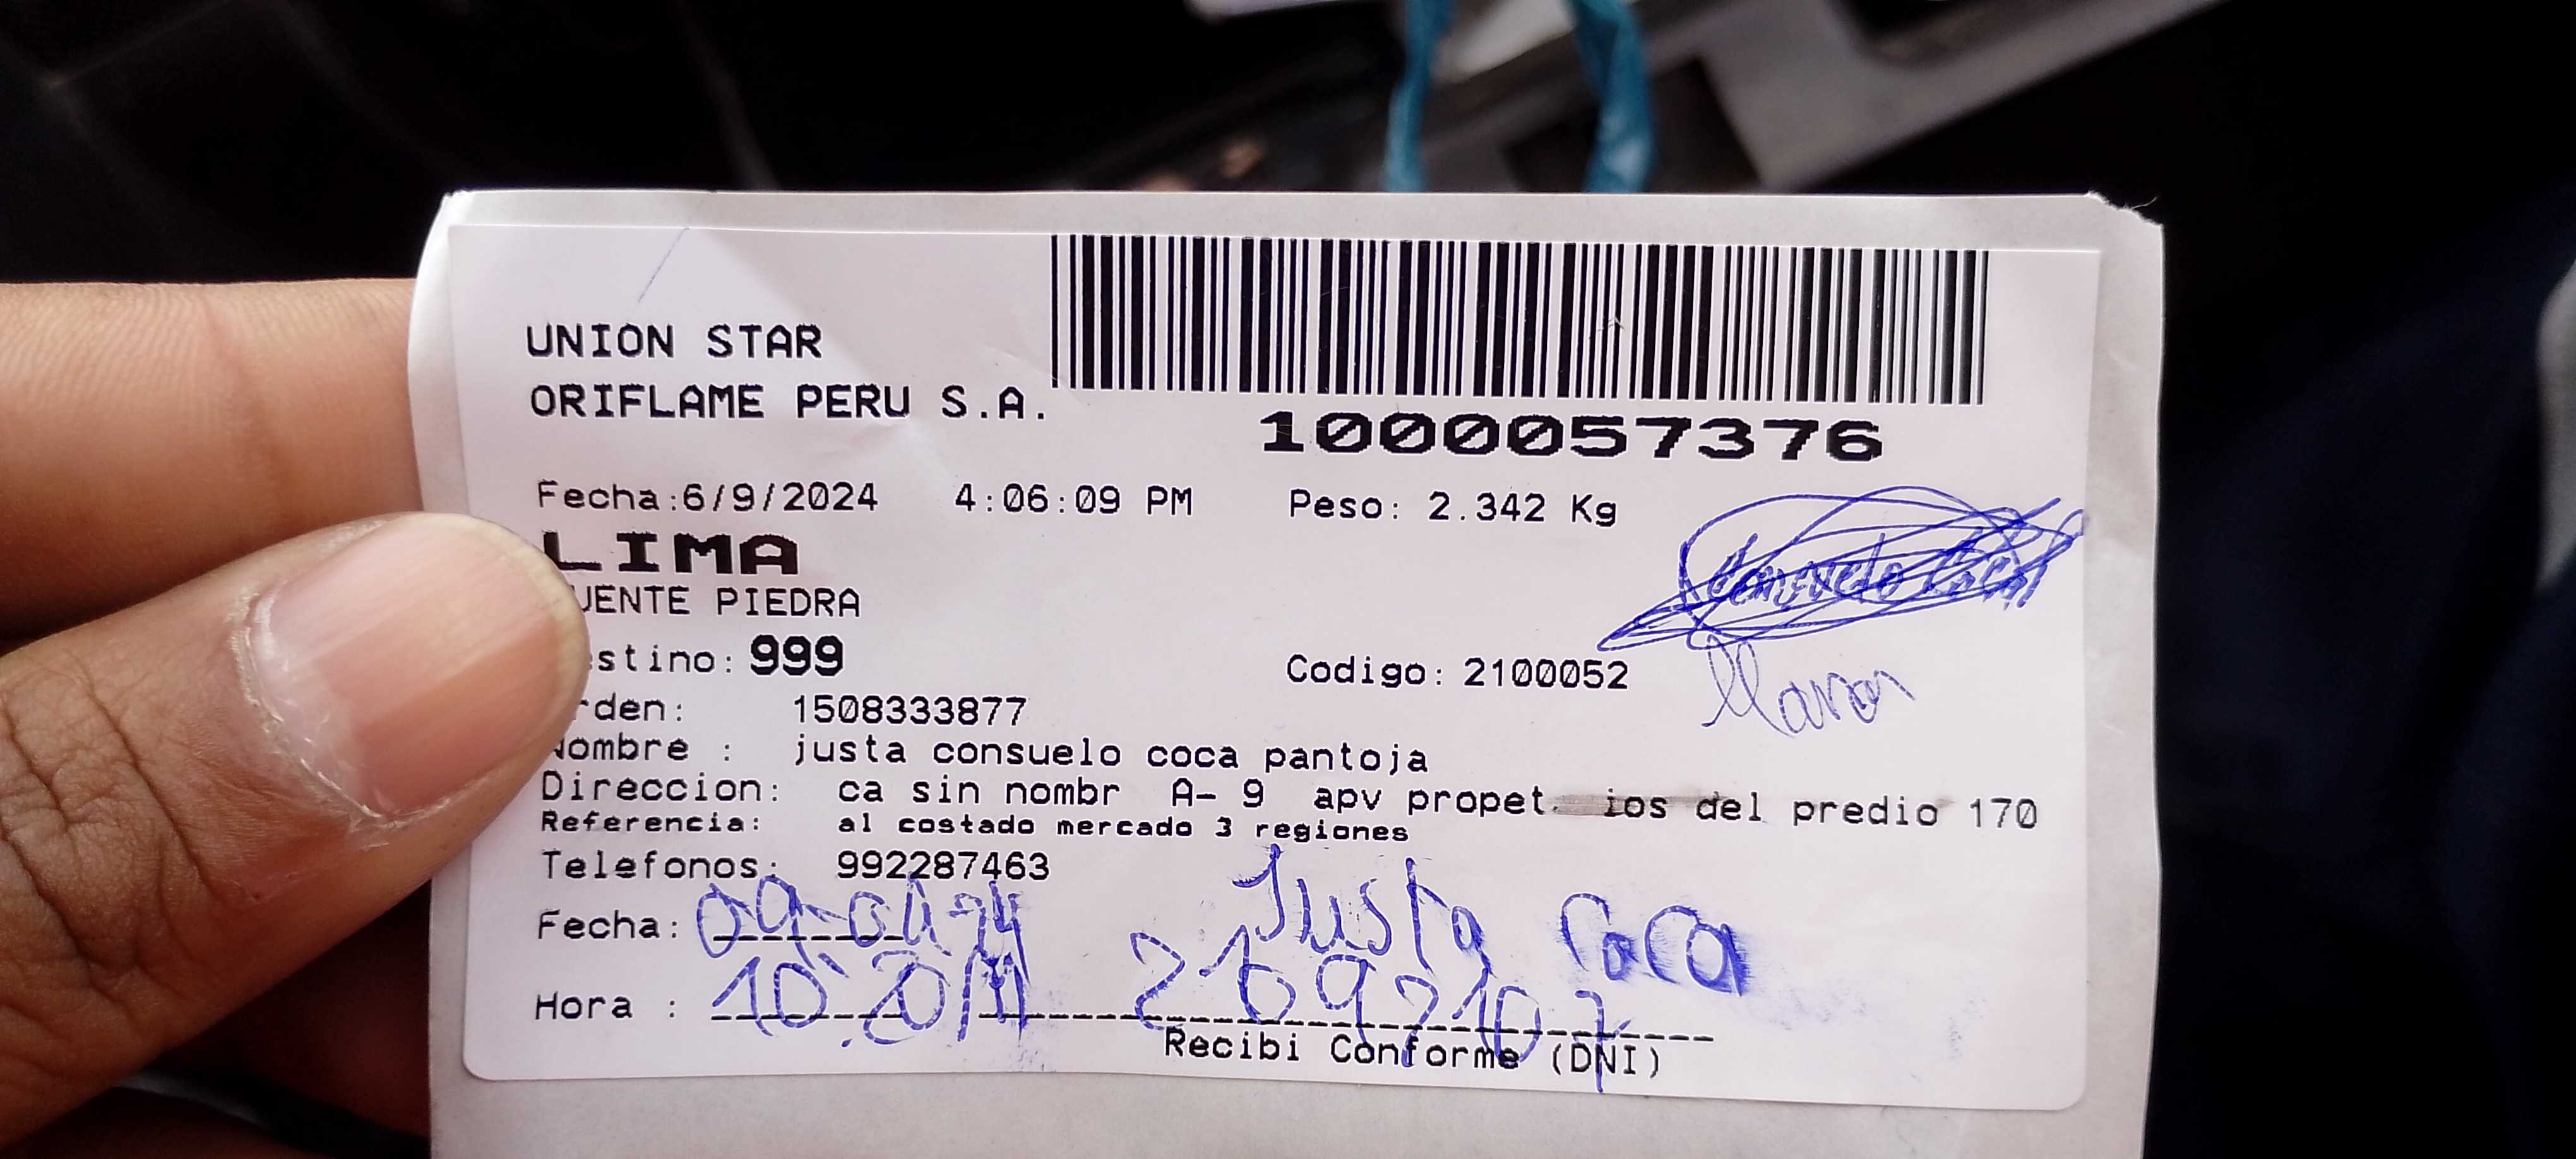 UNION STAR
ORIFLAME PERU S.A.
1000057376
Fecha:6/9/2024 4:06:09 PM Peso: 2.342 Kg
LIMA
UENTE PIEDRA
estino: 999 Codigo: 2100052
rden: 1508333877
Nombre : justa consuelo coca pantoja
Direccion: ca sin nombr A- 9 apv propet ios del predio 170
Referencia: al costado mercado 3 regiones
Telefonos: 992287463
Justa Coca
Fecha:
Hora :
Recibi Conforme (DNI)